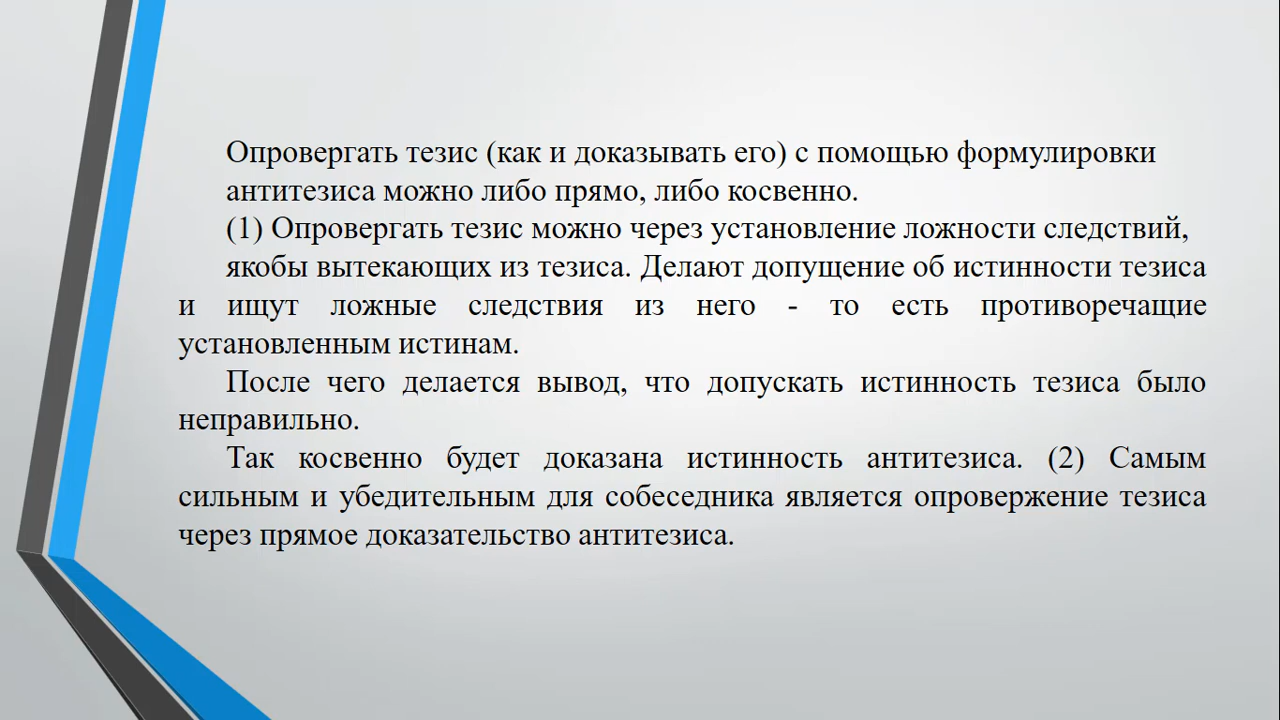 Опровергать тезис (как и доказывать его) с помощью формулировки
антитезиса можно либо прямо, либо косвенно.
(1) Опровергать тезис можно через установление ложности следствий,
якобы вытекающих из тезиса. Делают допущение об истинности тезиса
и ищут ложные следствия из него - то есть противоречащие
установленным истинам.
После чего делается вывод, что допускать истинность тезиса было
неправильно.
Так косвенно будет доказана истинность антитезиса. (2) Самым
сильным и убедительным для собеседника является опровержение тезиса
через прямое доказательство антитезиса.